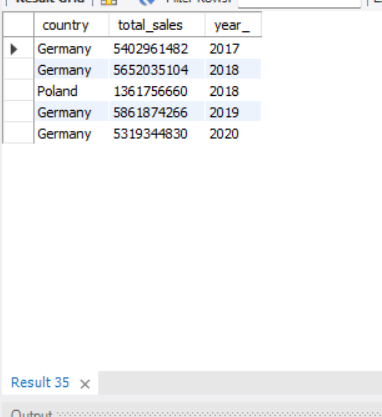 Result Grid
Filter Rows:
country total_sales year_
Germany 5402961482 2017
Germany 5652035104 2018
Poland 1361756660 2018
Germany 5861874266 2019
Germany 5319344830 2020
Result 35
Output